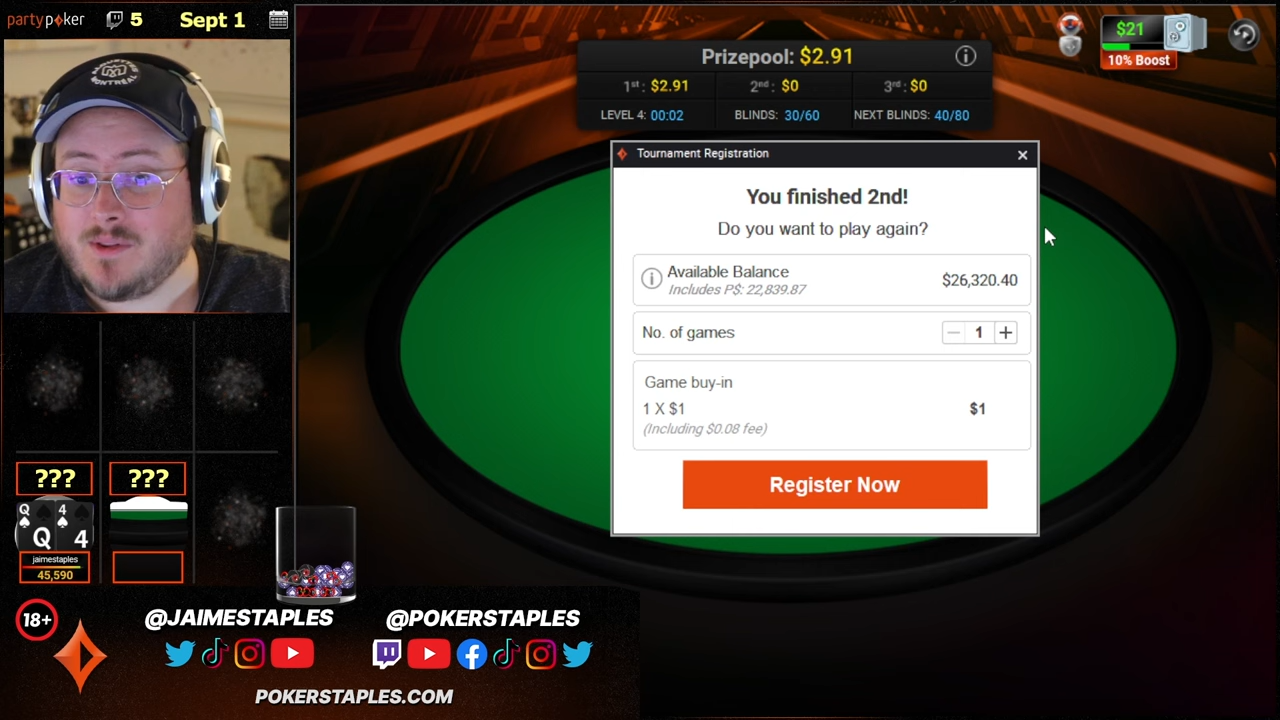 partypoker
5
Sept 1
MONTRÉAL
Prizepool: $2.91
1st: $2.91
2nd: $0
3rd: $0
LEVEL 4: 00:02
BLINDS: 30/60
NEXT BLINDS: 40/80
$21
10% Boost
Tournament Registration
You finished 2nd!
Do you want to play again?
Available Balance
Includes P$: 22,839.87
$26,320.40
No. of games
1
Game buy-in
1 X $1
$1
(Including $0.08 fee)
Register Now
???
???
Q
4
Q
4
jaimestaples
45,590
18+
@JAIMESTAPLES
@POKERSTAPLES
POKERSTAPLES.COM